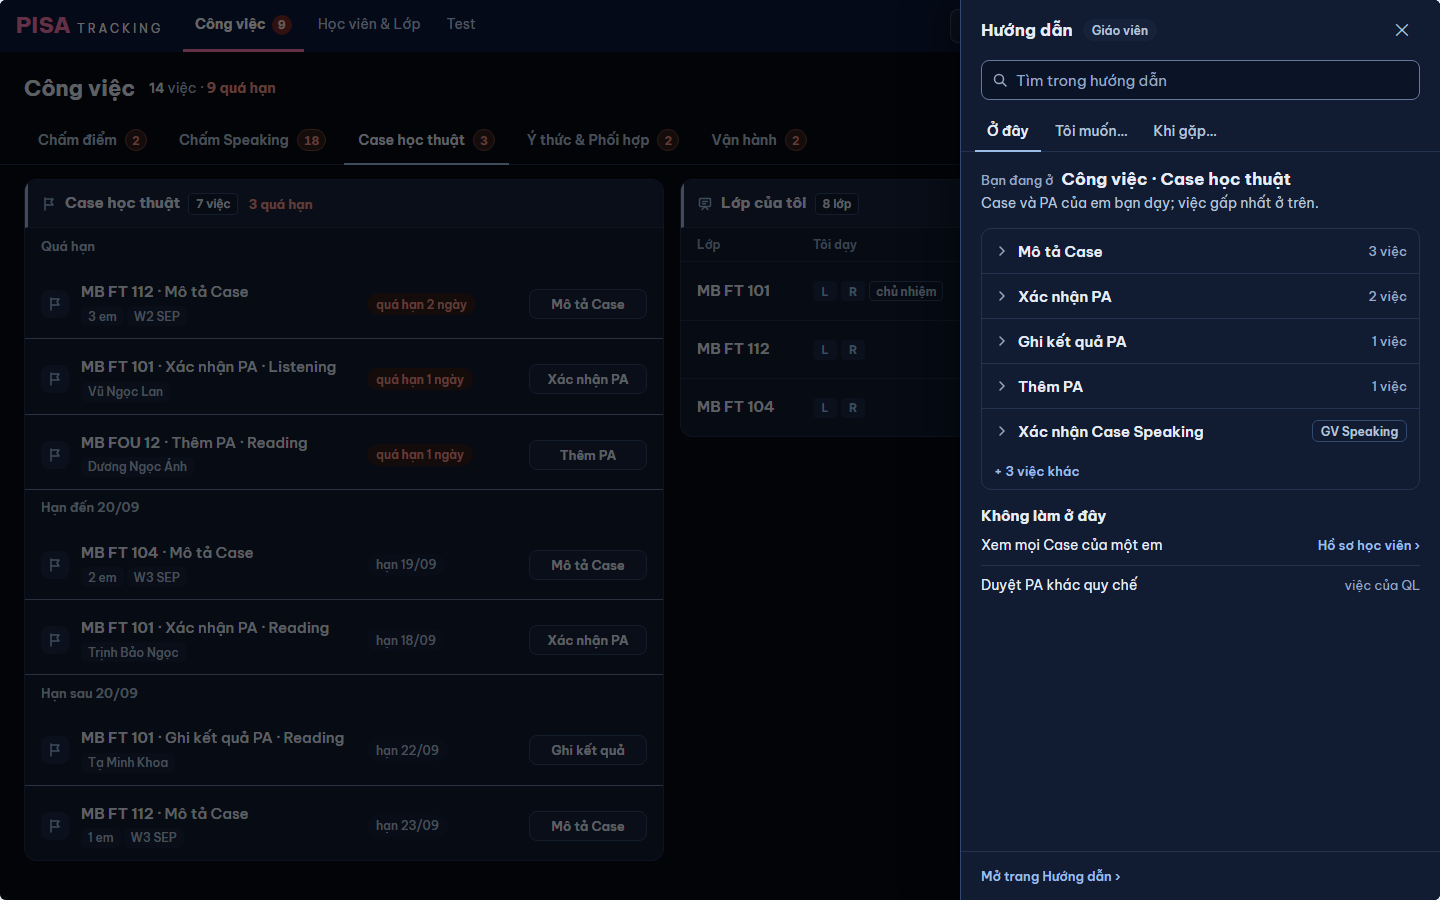 PISA TRACKING
Công việc 9
Học viên & Lớp
Test
Công việc
14 việc · 9 quá hạn
Chấm điểm 2
Chấm Speaking 18
Case học thuật 3
Ý thức & Phối hợp 2
Vận hành 2
Case học thuật 7 việc 3 quá hạn
Quá hạn
MB FT 112 · Mô tả Case
3 em W2 SEP
quá hạn 2 ngày
Mô tả Case
MB FT 101 · Xác nhận PA · Listening
Vũ Ngọc Lan
quá hạn 1 ngày
Xác nhận PA
MB FOU 12 · Thêm PA · Reading
Dương Ngọc Ánh
quá hạn 1 ngày
Thêm PA
Hạn đến 20/09
MB FT 104 · Mô tả Case
2 em W3 SEP
hạn 19/09
Mô tả Case
MB FT 101 · Xác nhận PA · Reading
Trịnh Bảo Ngọc
hạn 18/09
Xác nhận PA
Hạn sau 20/09
MB FT 101 · Ghi kết quả PA · Reading
Tạ Minh Khoa
hạn 22/09
Ghi kết quả
MB FT 112 · Mô tả Case
1 em W3 SEP
hạn 23/09
Mô tả Case
Lớp của tôi 8 lớp
Lớp Tôi dạy
MB FT 101 L R chủ nhiệm
MB FT 112 L R
MB FT 104 L R
Hướng dẫn Giáo viên
Tìm trong hướng dẫn
Ở đây
Tôi muốn...
Khi gặp...
Bạn đang ở Công việc · Case học thuật
Case và PA của em bạn dạy; việc gấp nhất ở trên.
Mô tả Case 3 việc
Xác nhận PA 2 việc
Ghi kết quả PA 1 việc
Thêm PA 1 việc
Xác nhận Case Speaking GV Speaking
+ 3 việc khác
Không làm ở đây
Xem mọi Case của một em Hồ sơ học viên ›
Duyệt PA khác quy chế việc của QL
Mở trang Hướng dẫn ›